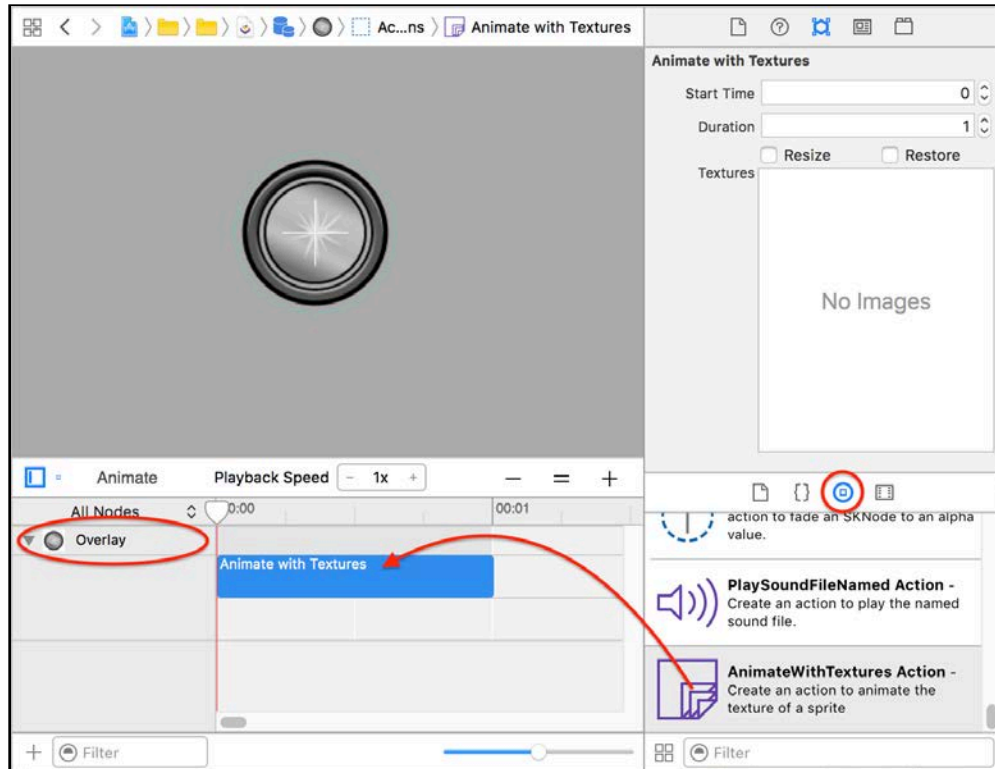 Ac...ns
Animate with Textures
Animate with Textures
Start Time
0
Duration
1
Resize
Restore
Textures
No Images
Animate
Playback Speed
- 1x +
All Nodes
0:00
00:01
Overlay
Animate with Textures
action to fade an SKNode to an alpha
value.
PlaySoundFileNamed Action -
Create an action to play the named
sound file.
AnimateWithTextures Action -
Create an action to animate the
texture of a sprite
Filter
Filter